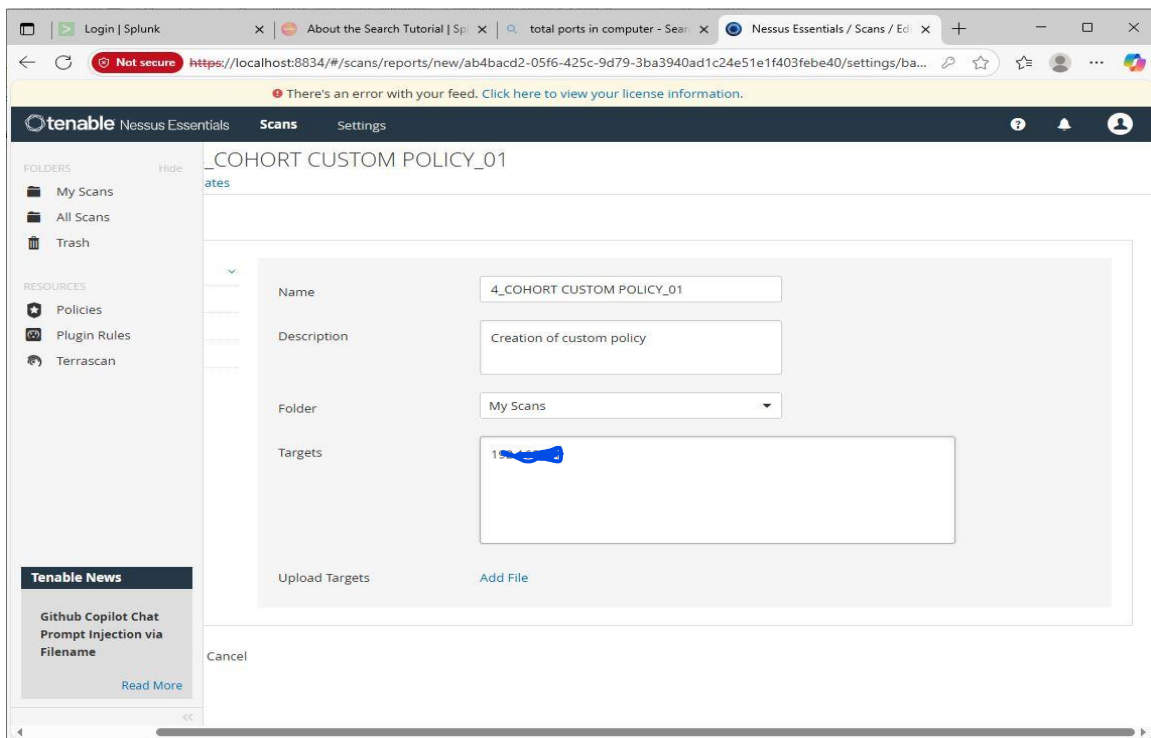 Login | Splunk
About the Search Tutorial | Spl
total ports in computer - Sear
Nessus Essentials / Scans / Ed
Not secure https://localhost:8834/#/scans/reports/new/ab4bacd2-05f6-425c-9d79-3ba3940ad1c24e51e1f403febe40/settings/ba...
There's an error with your feed. Click here to view your license information.
tenable Nessus Essentials Scans Settings
FOLDERS Hide
My Scans
All Scans
Trash
RESOURCES
Policies
Plugin Rules
Terrascan
Tenable News
Github Copilot Chat
Prompt Injection via
Filename
Read More
_COHORT CUSTOM POLICY_01
ates
Name 4_COHORT CUSTOM POLICY_01
Description Creation of custom policy
Folder My Scans
Targets
Upload Targets Add File
Cancel